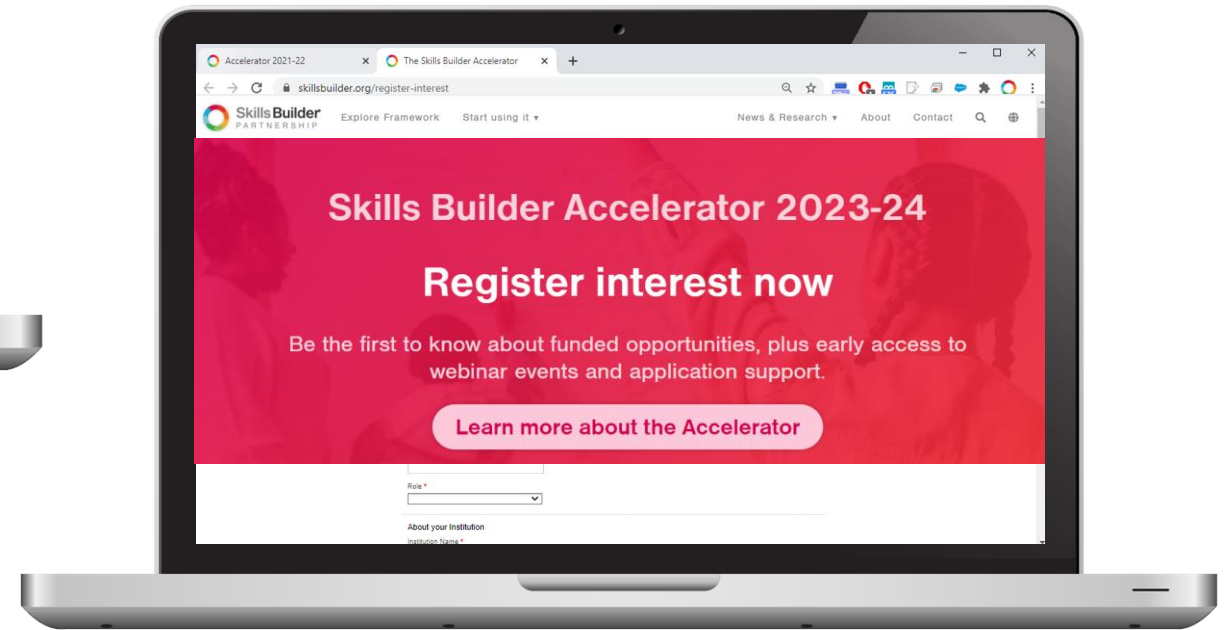 Accelerator 2021-22
The Skills Builder Accelerator
skillsbuilder.org/register-interest
Skills Builder
PARTNERSHIP
Explore Framework
Start using it
News & Research
About
Contact
Skills Builder Accelerator 2023-24
Register interest now
Be the first to know about funded opportunities, plus early access to
webinar events and application support.
Learn more about the Accelerator
Role *
About your Institution
Institution Name *